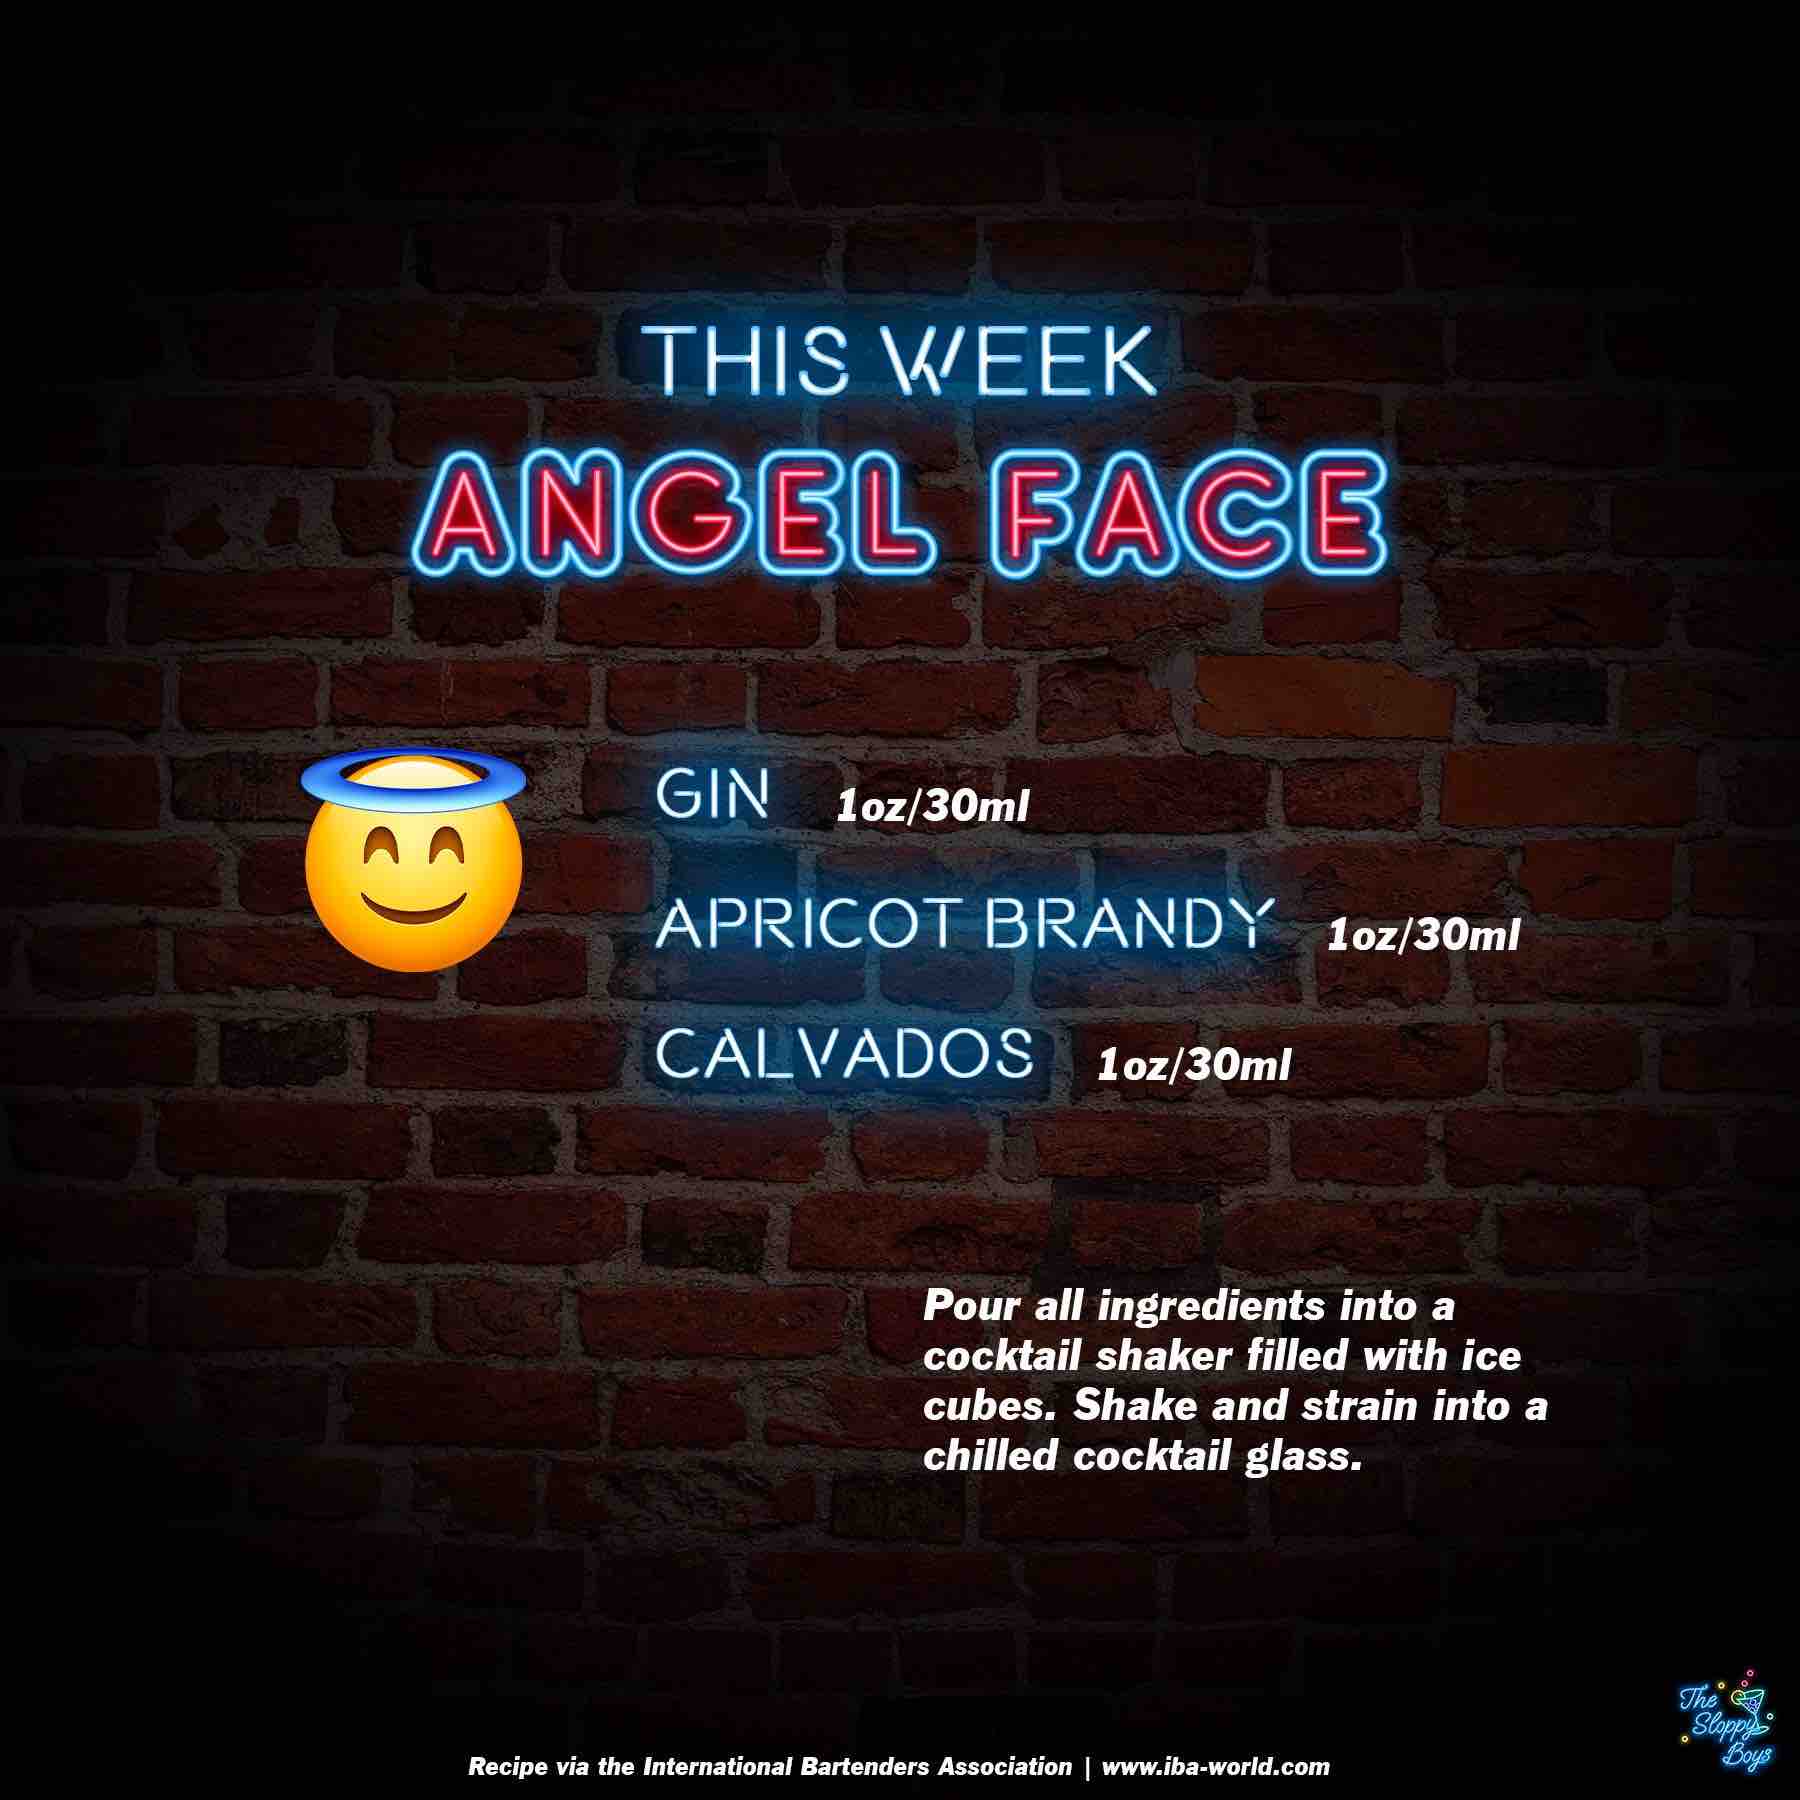 THIS WEEK
ANGEL FACE
GIN 1oz/30ml
APRICOT BRANDY 1oz/30ml
CALVADOS 1oz/30ml
Pour all ingredients into a
cocktail shaker filled with ice
cubes. Shake and strain into a
chilled cocktail glass.
The
Sloppy
Boys
Recipe via the International Bartenders Association | www.iba-world.com